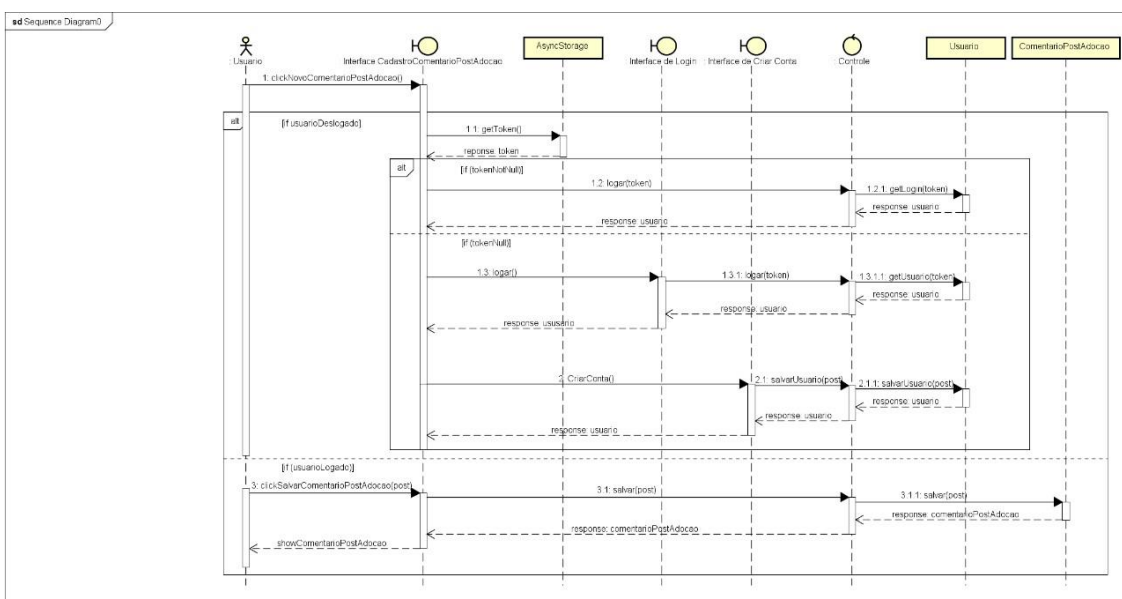 sd Sequence Diagram0
: Usuario
Interface CadastroComentarioPostAdocao
AsyncStorage
Interface de Login
: Interface de Criar Conta
Controle
Usuario
ComentarioPostAdocao
1: clickNovoComentarioPostAdocao()
alt
[if usuarioDeslogado]
1.1: getToken()
reponse: token
alt
[if (tokenNotNull)]
1.2: logar(token)
1.2.1: getLogin(token)
response: usuario
response: usuario
[if (tokenNull)]
1.3: logar()
1.3.1: logar(token)
1.3.1.1: getUsuario(token)
response: usuario
response: usuario
response: ususario
2: CriarConta()
2.1: salvarUsuario(post)
2.1.1: salvarUsuario(post)
response: usuario
response: usuario
response: usuario
[if (usuarioLogado)]
3: clickSalvarComentarioPostAdocao(post)
3.1: salvar(post)
3.1.1: salvar(post)
response: comentarioPostAdocao
response: comentarioPostAdocao
showComentarioPostAdocao